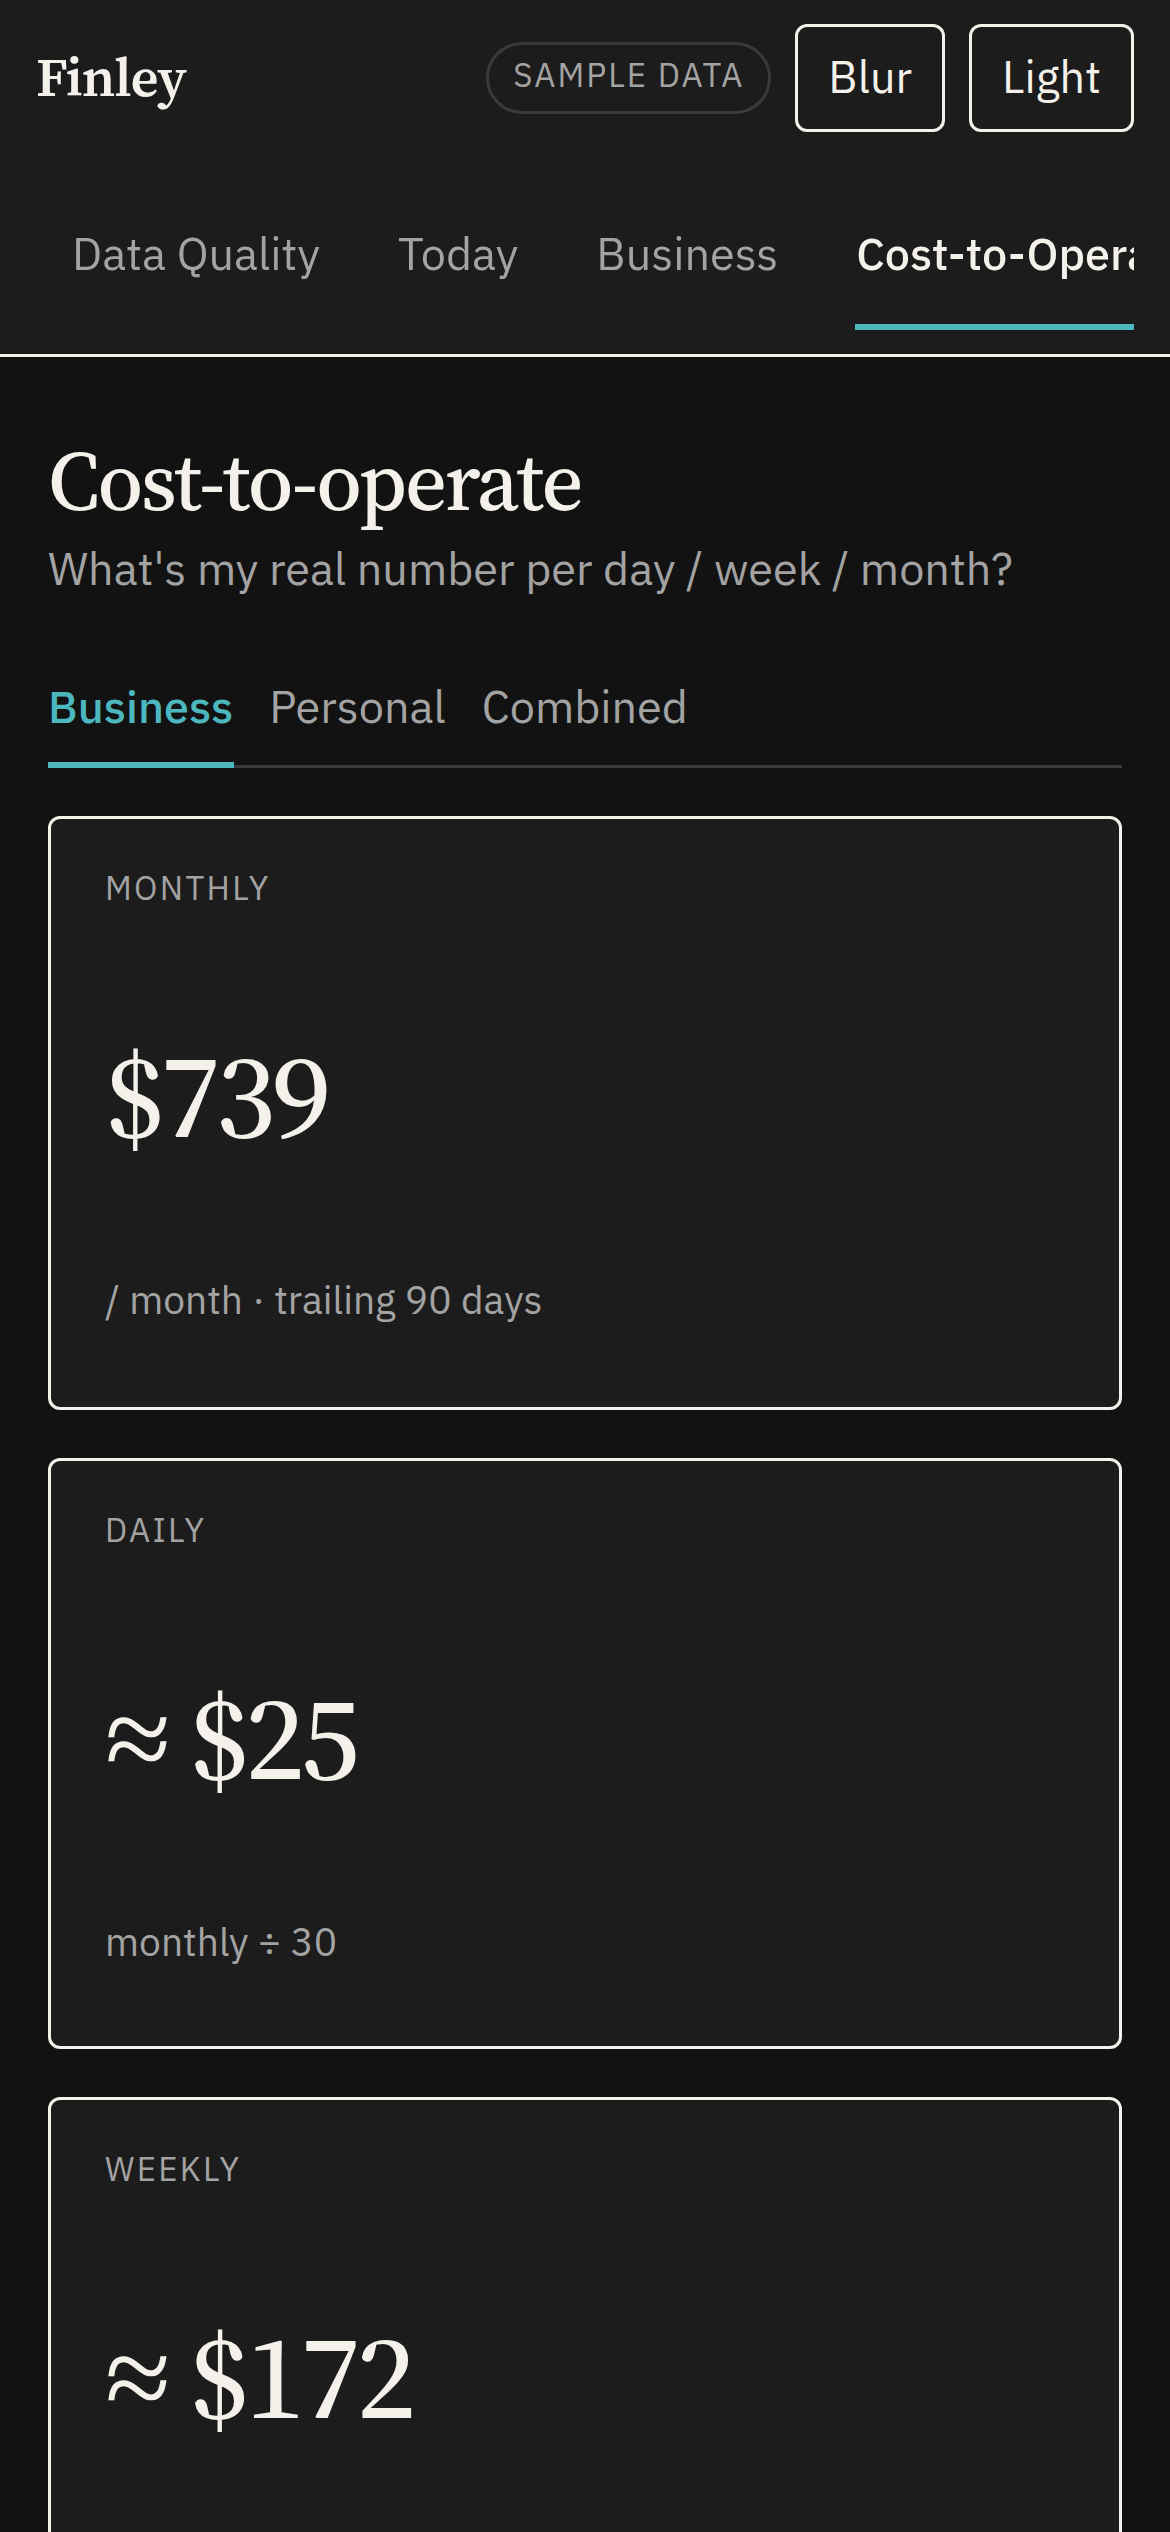 Finley
SAMPLE DATA
Blur
Light
Data Quality
Today
Business
Cost-to-Opera
Cost-to-operate
What's my real number per day / week / month?
Business
Personal
Combined
MONTHLY
$739
/ month · trailing 90 days
DAILY
≈ $25
monthly ÷ 30
WEEKLY
≈ $172